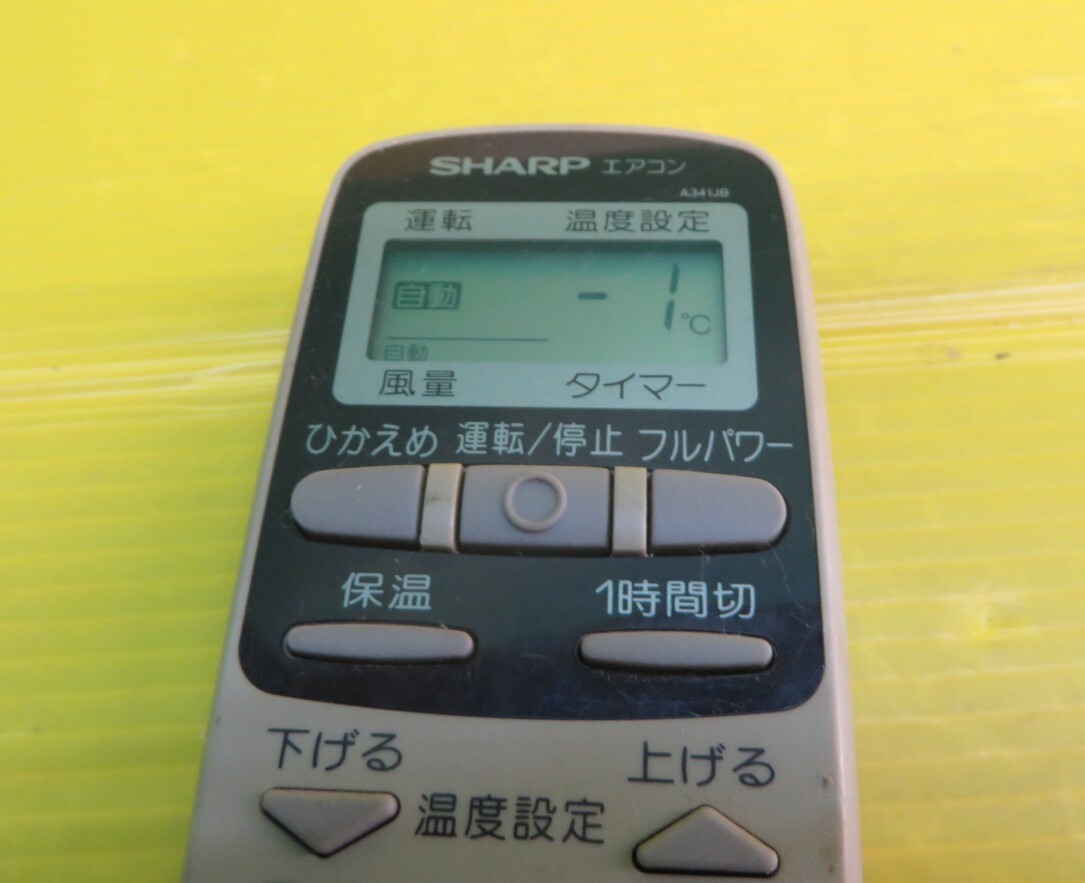 SHARP エアコン
A341JB
運転 温度設定
自動 - 1℃
自動
風量 タイマー
ひかえめ 運転/停止 フルパワー
保温 1時間切
下げる 上げる
温度設定